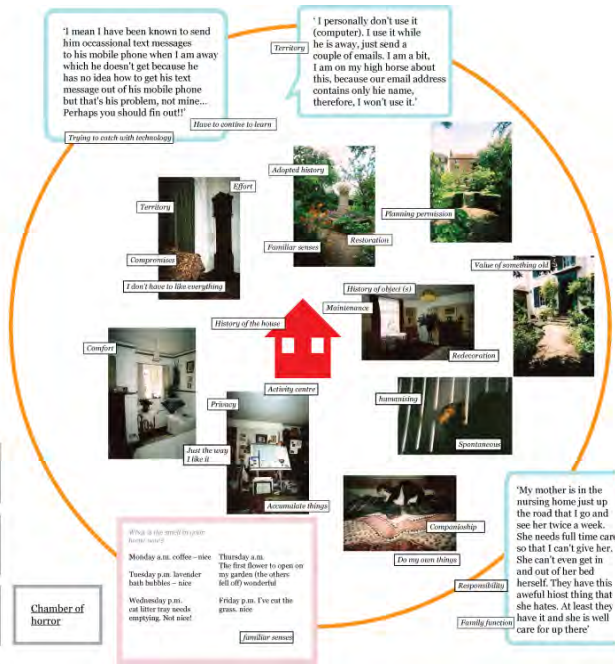 'I mean I have been known to send
him occassional text messages
to his mobile phone when I am away
which he doesn't get because he
has no idea how to get his text
message out of his mobile phone
but that's his problem, not mine...
Perhaps you should fin out!!'
Have to contine to learn
Trying to catch with technology
' I personally don't use it
(computer). I use it while
he is away, just send a
couple of emails. I am a bit,
I am on my high horse about
this, because our email address
contains only hie name,
therefore, I won't use it.'
Territory
Effort
Territory
Compromises
I don't have to like everything
Adopted history
Familiar senses
Restoration
Planning permission
Value of something old
History of object (s)
Maintenance
Redecoration
History of the house
Comfort
Activity centre
Privacy
Just the way
I like it
Accumulate things
humanising
Spontaneous
Companioship
Do my own things
home
Monday a.m. coffee – nice
Tuesday p.m. lavender
bath bubbles – nice
Wednesday p.m.
cat litter tray needs
emptying. Not nice!
Thursday a.m.
The first flower to open on
my garden (the others
fell off) wonderful
Friday p.m. I've cut the
grass. nice
familiar senses
Chamber of
horror
'My mother is in the
nursing home just up
the road that I go and
see her twice a week.
She needs full time care
so that I can't give her,
She can't even get in
and out of her bed
herself. They have this
aweful hiost thing that
she hates. At least they
have it and she is well
care for up there'
Responsibility
Family function